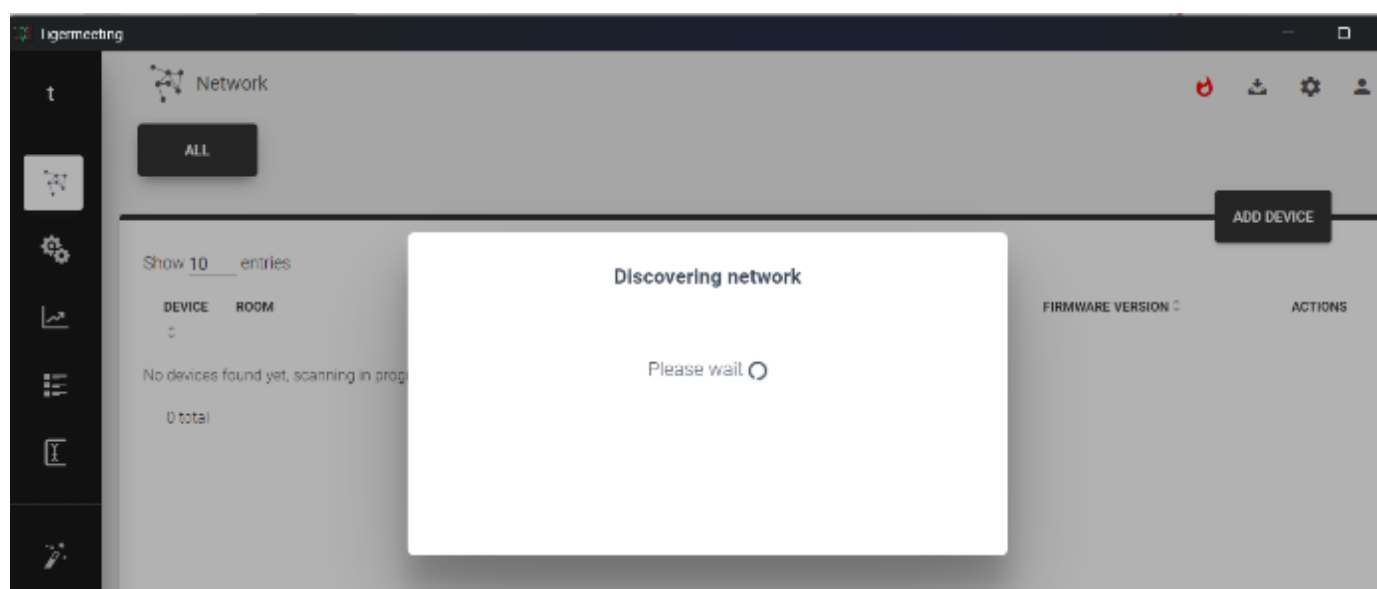 Tigermeeting
t
Network
ALL
ADD DEVICE
Show 10 entries
Discovering network
DEVICE ROOM
FIRMWARE VERSION
ACTIONS
Please wait
No devices found yet, scanning in prog
0 total